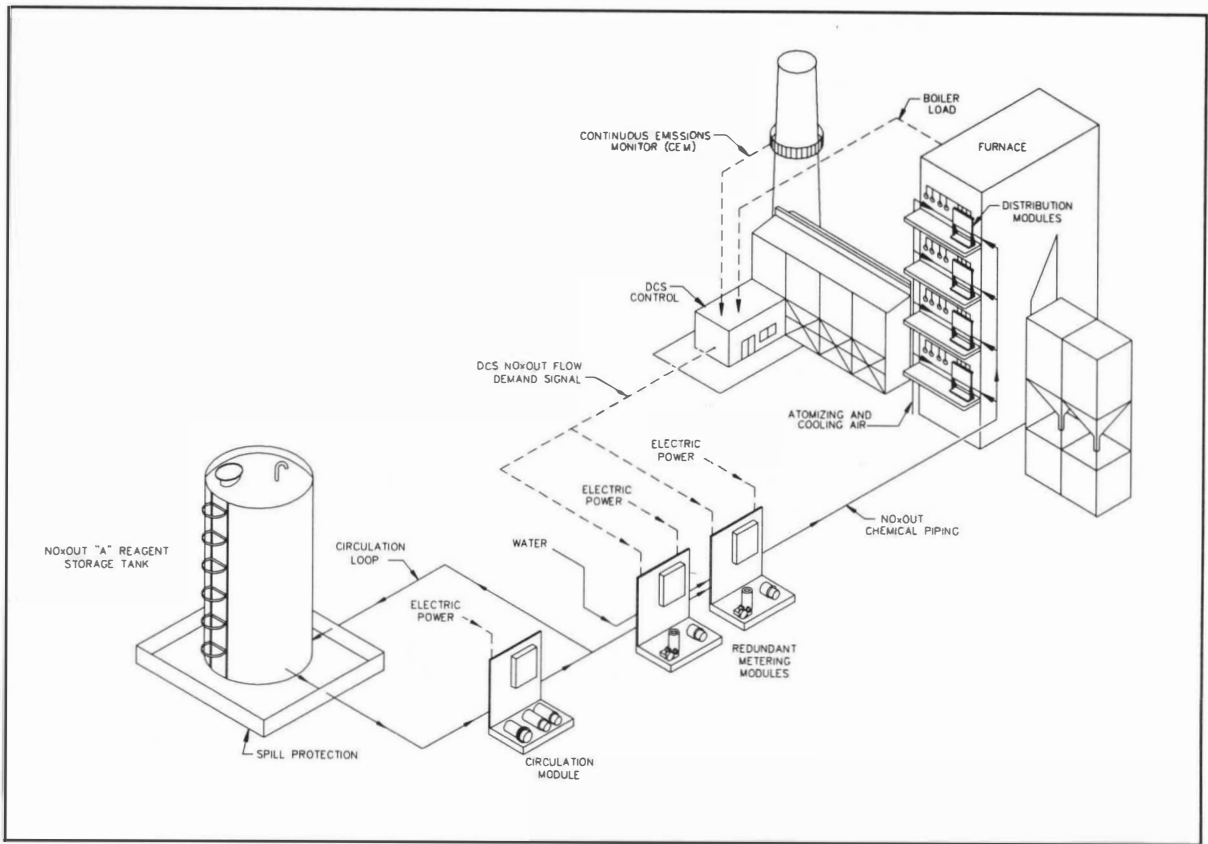 BOILER
LOAD
CONTINUOUS EMISSIONS
MONITOR (CEM)
FURNACE
DISTRIBUTION
MODULES
DCS
CONTROL
DCS NOxOUT FLOW
DEMAND SIGNAL
ATOMIZING AND
COOLING AIR
ELECTRIC
POWER
ELECTRIC
POWER
NOxOUT
CHEMICAL PIPING
WATER
NOxOUT "A" REAGENT
STORAGE TANK
CIRCULATION
LOOP
ELECTRIC
POWER
REDUNDANT
METERING
MODULES
SPILL PROTECTION
CIRCULATION
MODULE